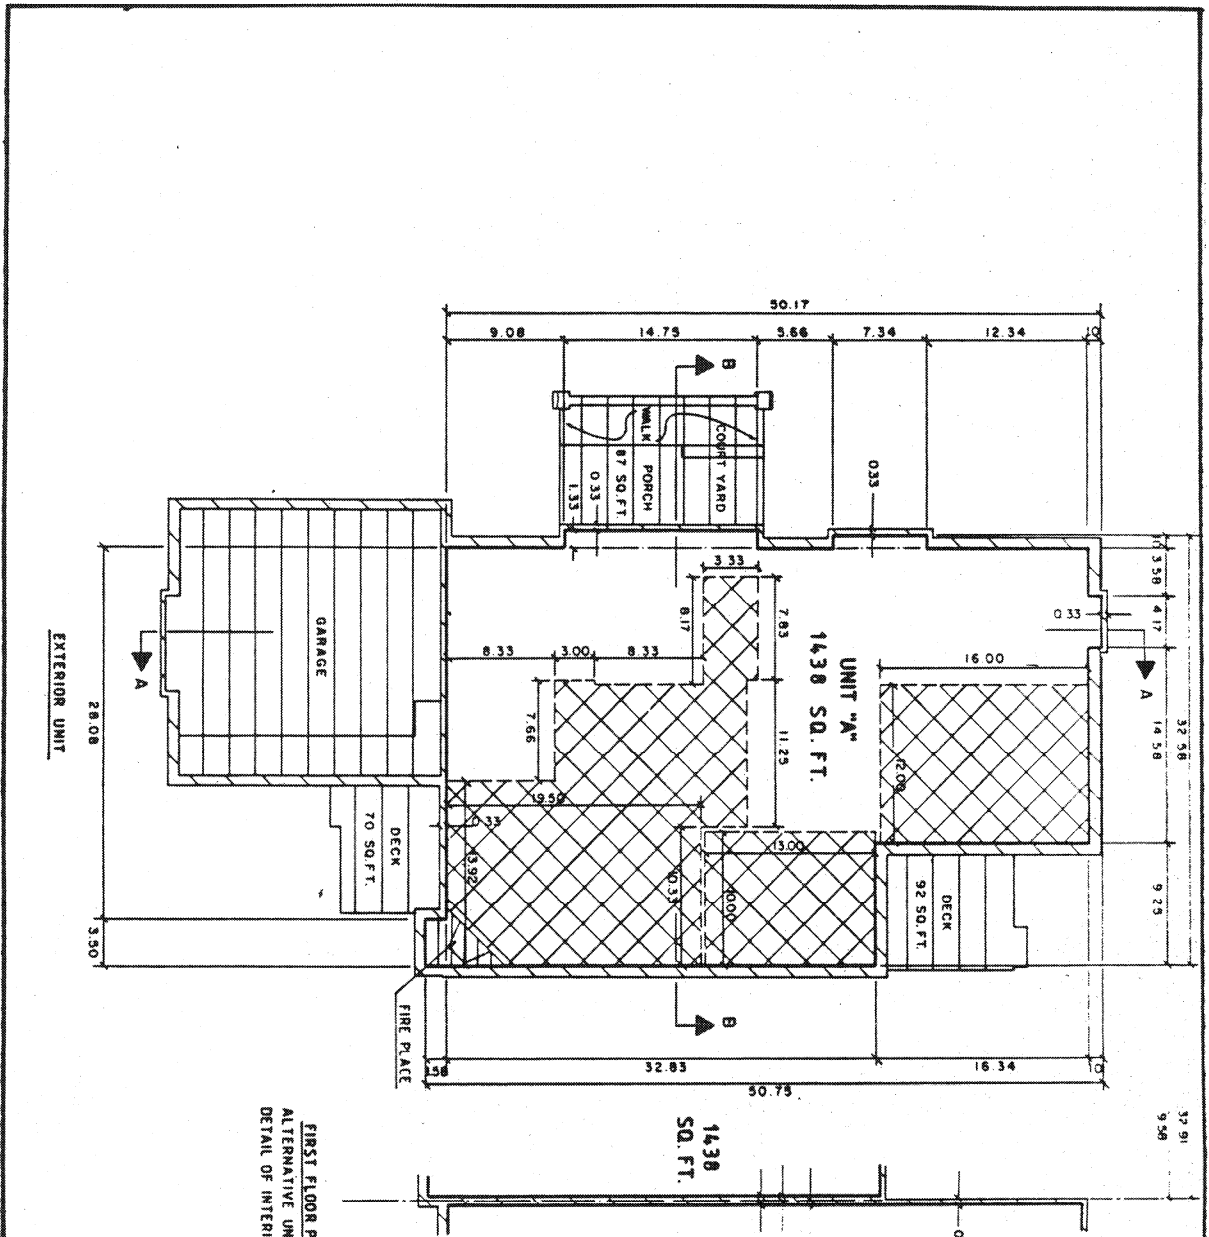 50.17
9.08
14.75
5.66
7.34
12.34
10
B
WALK
COURT YARD
PORCH
87 SQ.FT.
0.33
1.33
0.33
10
3.58
4.17
14.58
9.25
32.58
0.33
A
3.33
8.17
7.83
11.25
8.33
3.00
8.33
7.66
UNIT "A"
1438 SQ. FT.
16.00
12.00
GARAGE
A
EXTERIOR UNIT
28.08
3.50
19.50
0.33
13.92
10.33
13.00
10.00
DECK
70 SQ.FT.
DECK
92 SQ.FT.
FIRE PLACE
B
1.58
32.83
16.34
10
50.75
37.91
9.58
1438
SQ. FT.
FIRST FLOOR P
ALTERNATIVE UN
DETAIL OF INTERI